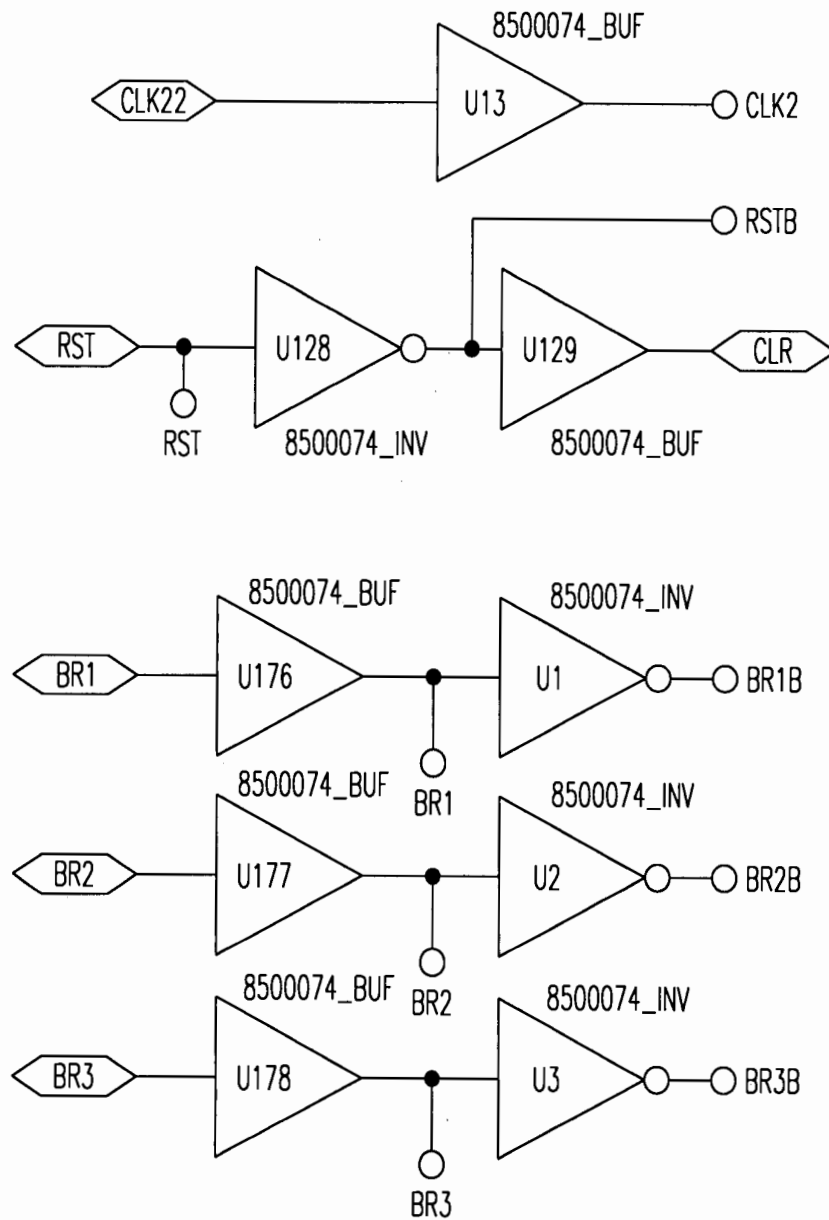 8500074_BUF
CLK22
U13
CLK2
RSTB
RST
U128
U129
CLR
RST
8500074_INV
8500074_BUF
8500074_BUF
8500074_INV
BR1
U176
U1
BR1B
BR1
8500074_BUF
8500074_INV
BR2
U177
U2
BR2B
BR2
8500074_BUF
8500074_INV
BR3
U178
U3
BR3B
BR3